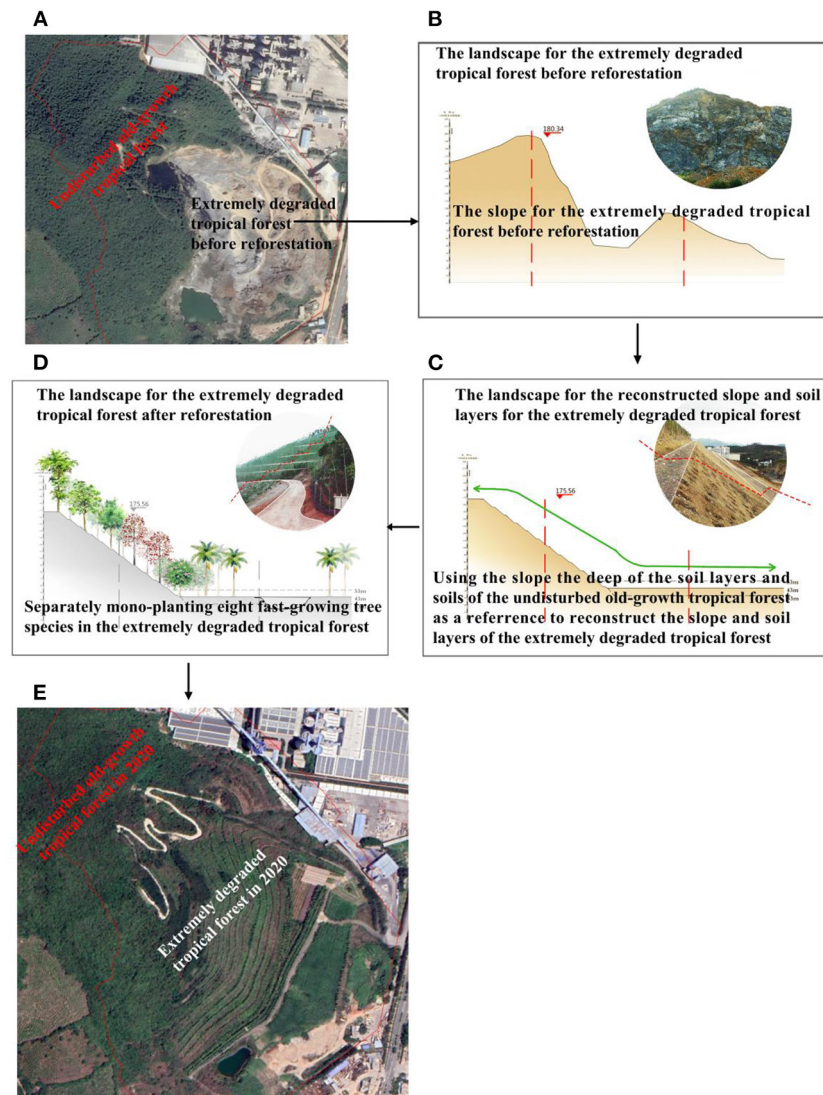 A
Undisturbed old-growth
tropical forest
Extremely degraded
tropical forest
before reforestation
B
The landscape for the extremely degraded
tropical forest before reforestation
180.34
The slope for the extremely degraded tropical
forest before reforestation
D
The landscape for the extremely degraded
tropical forest after reforestation
175.56
53m
43m
Separately mono-planting eight fast-growing tree
species in the extremely degraded tropical forest
C
The landscape for the reconstructed slope and soil
layers for the extremely degraded tropical forest
175.56
Using the slope the deep of the soil layers and
soils of the undisturbed old-growth tropical forest
as a referrence to reconstruct the slope and soil
layers of the extremely degraded tropical forest
43m
E
Undisturbed old-growth
tropical forest in 2020
Extremely degraded
tropical forest in 2020